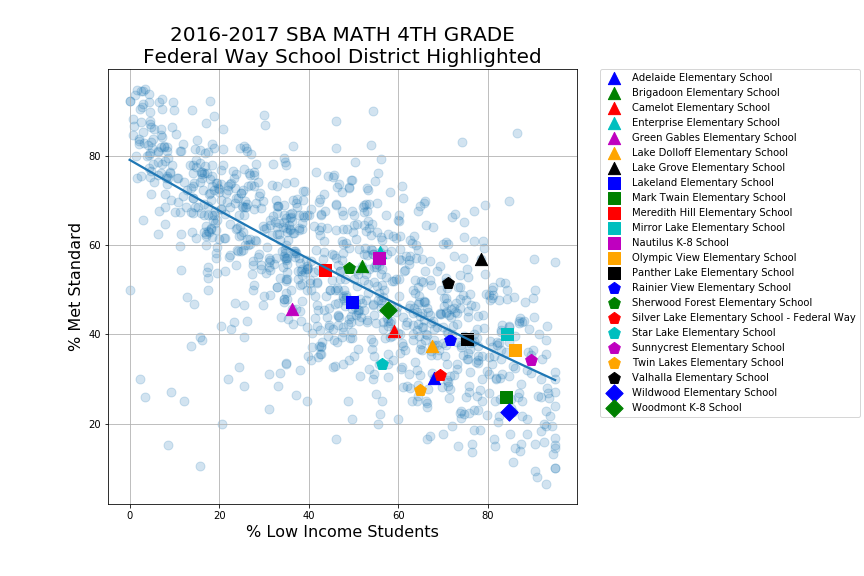 2016-2017 SBA MATH 4TH GRADE
Federal Way School District Highlighted
% Met Standard
80
60
40
20
0
20
40
60
80
% Low Income Students
Adelaide Elementary School
Brigadoon Elementary School
Camelot Elementary School
Enterprise Elementary School
Green Gables Elementary School
Lake Dolloff Elementary School
Lake Grove Elementary School
Lakeland Elementary School
Mark Twain Elementary School
Meredith Hill Elementary School
Mirror Lake Elementary School
Nautilus K-8 School
Olympic View Elementary School
Panther Lake Elementary School
Rainier View Elementary School
Sherwood Forest Elementary School
Silver Lake Elementary School - Federal Way
Star Lake Elementary School
Sunnycrest Elementary School
Twin Lakes Elementary School
Valhalla Elementary School
Wildwood Elementary School
Woodmont K-8 School